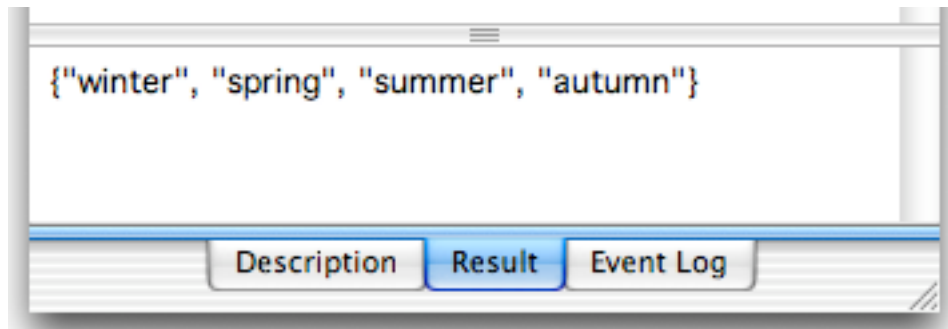 {"winter", "spring", "summer", "autumn"}
Description Result Event Log